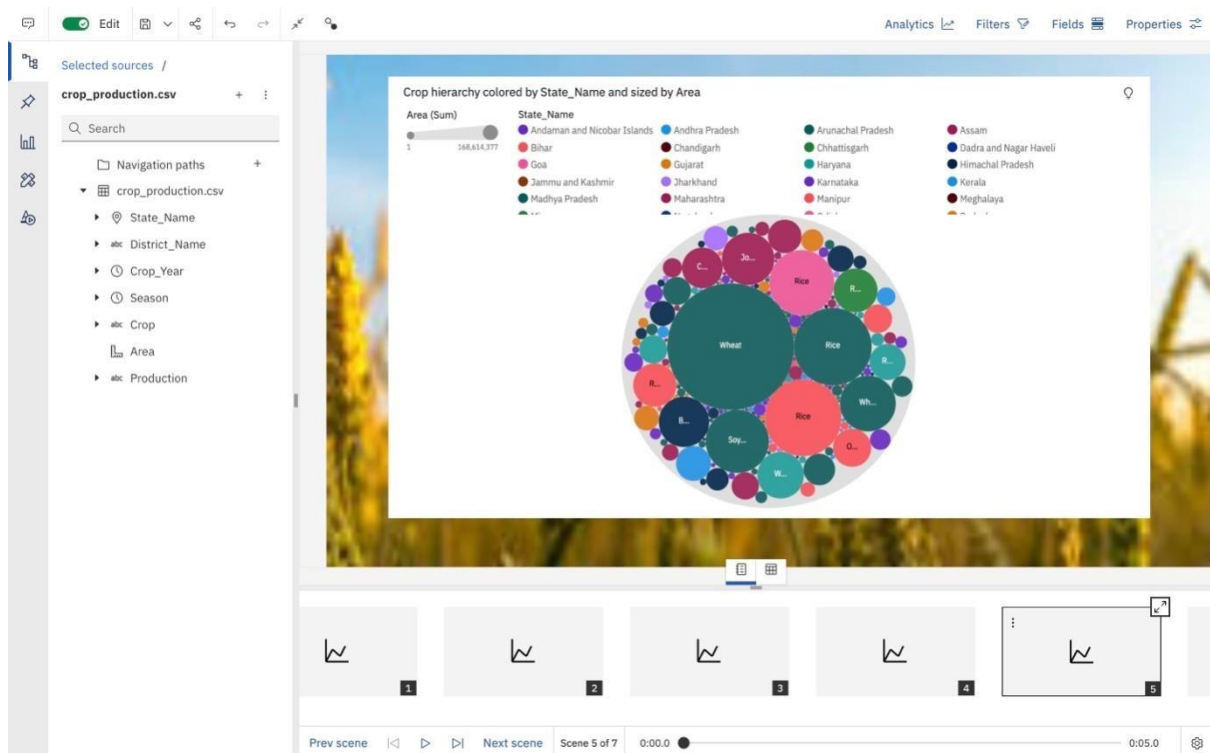 Edit
Analytics
Filters
Fields
Properties
Selected sources /
crop_production.csv
Search
Navigation paths
crop_production.csv
State_Name
abc District_Name
Crop_Year
Season
abc Crop
Area
abc Production
Crop hierarchy colored by State_Name and sized by Area
Area (Sum)
1 168,614,377
State_Name
Andaman and Nicobar Islands Andhra Pradesh Arunachal Pradesh Assam
Bihar Chandigarh Chhattisgarh Dadra and Nagar Haveli
Goa Gujarat Haryana Himachal Pradesh
Jammu and Kashmir Jharkhand Karnataka Kerala
Madhya Pradesh Maharashtra Manipur Meghalaya
Jo...
C...
Rice
R...
Wheat
Rice
R...
R...
Wh...
B...
Rice
Soy...
O...
W...
1
2
3
4
5
Prev scene
Next scene
Scene 5 of 7
0:00.0
0:05.0